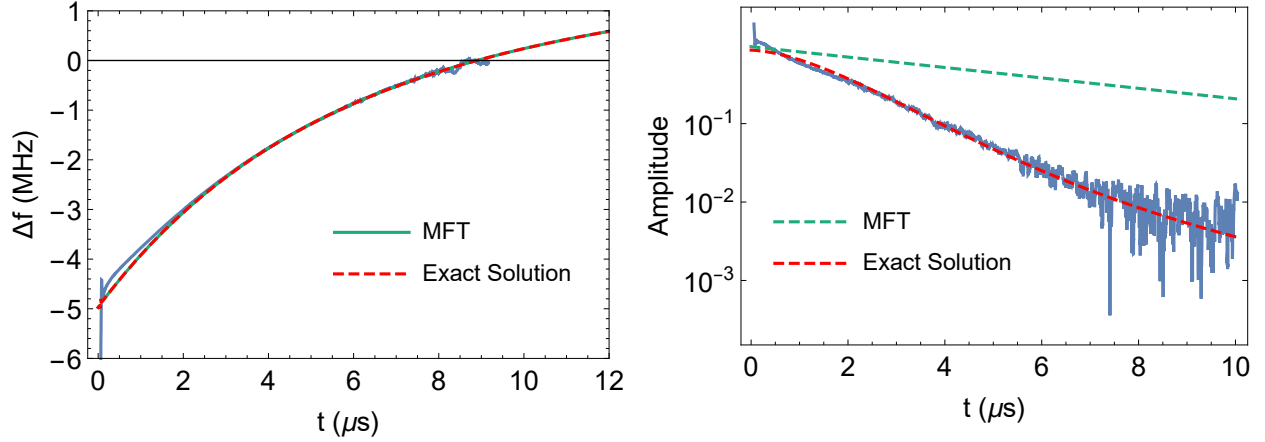 1
0
−1
−2
−3
−4
−5
−6
Δf (MHz)
MFT
Exact Solution
0 2 4 6 8 10 12
t (μs)
10⁻¹
10⁻²
10⁻³
Amplitude
MFT
Exact Solution
0 2 4 6 8 10
t (μs)